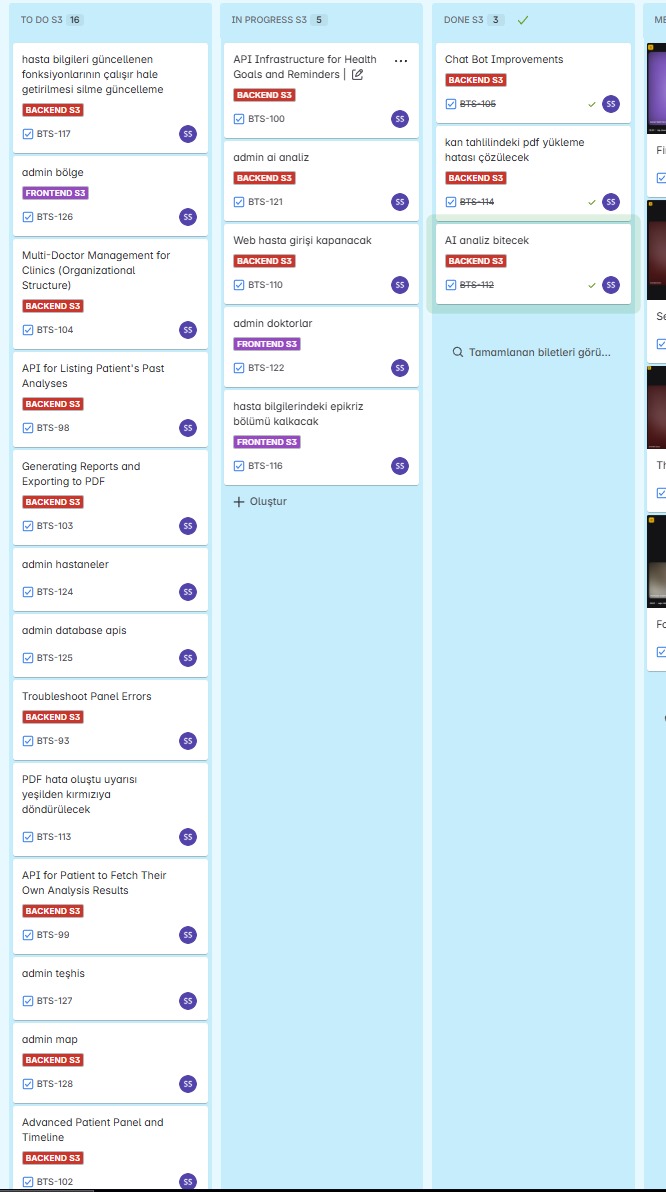 TO DO S3 16
hasta bilgileri güncellenen
fonksiyonlarının çalışır hale
getirilmesi silme güncelleme
BACKEND S3
BTS-117 SS
admin bölge
FRONTEND S3
BTS-126 SS
Multi-Doctor Management for
Clinics (Organizational
Structure)
BACKEND S3
BTS-104 SS
API for Listing Patient's Past
Analyses
BACKEND S3
BTS-98 SS
Generating Reports and
Exporting to PDF
BACKEND S3
BTS-103 SS
admin hastaneler
BTS-124 SS
admin database apis
BTS-125 SS
Troubleshoot Panel Errors
BACKEND S3
BTS-93 SS
PDF hata oluştu uyarısı
yeşilden kırmızıya
döndürülecek
BTS-113 SS
API for Patient to Fetch Their
Own Analysis Results
BACKEND S3
BTS-99 SS
admin teşhis
BTS-127 SS
admin map
BACKEND S3
BTS-128 SS
Advanced Patient Panel and
Timeline
BACKEND S3
BTS-102 SS
IN PROGRESS S3 5
API Infrastructure for Health
Goals and Reminders |
BACKEND S3
BTS-100 SS
admin ai analiz
BACKEND S3
BTS-121 SS
Web hasta girişi kapanacak
BACKEND S3
BTS-110 SS
admin doktorlar
FRONTEND S3
BTS-122 SS
hasta bilgilerindeki epikriz
bölümü kalkacak
FRONTEND S3
BTS-116 SS
+ Oluştur
DONE S3 3
Chat Bot Improvements
BACKEND S3
BTS-105 SS
kan tahlilindeki pdf yükleme
hatası çözülecek
BACKEND S3
BTS-114 SS
AI analiz bitecek
BACKEND S3
BTS-112 SS
Tamamlanan biletleri görü...
ME
Fi
Se
Th
Fo